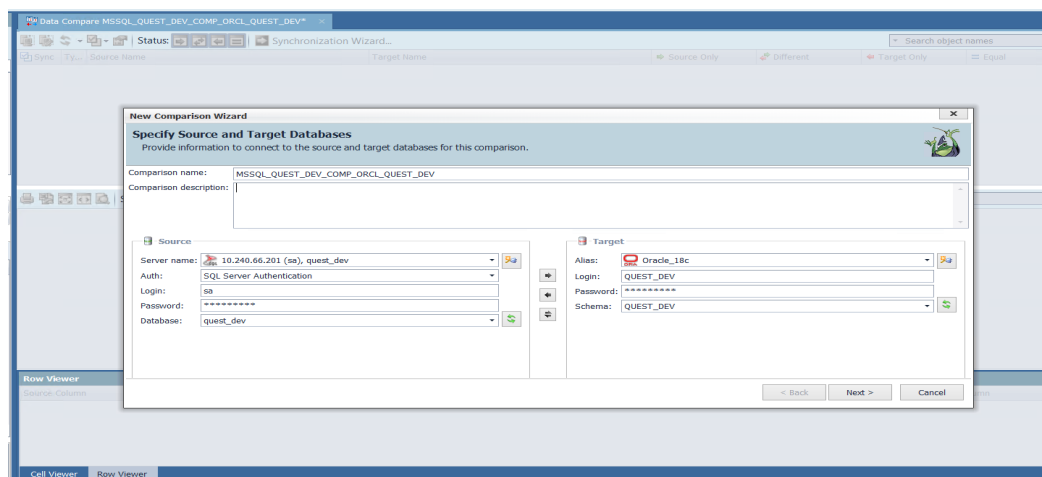 Data Compare MSSQL_QUEST_DEV_COMP_ORCL_QUEST_DEV*
Status: Synchronization Wizard... Search object names
Sync Ty... Source Name Target Name Source Only Different Target Only Equal
New Comparison Wizard
Specify Source and Target Databases
Provide information to connect to the source and target databases for this comparison.
Comparison name: MSSQL_QUEST_DEV_COMP_ORCL_QUEST_DEV
Comparison description:
Source
Server name: 10.240.66.201 (sa), quest_dev
Auth: SQL Server Authentication
Login: sa
Password: *********
Database: quest_dev
Target
Alias: Oracle_18c
Login: QUEST_DEV
Password: *********
Schema: QUEST_DEV
< Back Next > Cancel
Row Viewer
Source Column
Cell Viewer Row Viewer